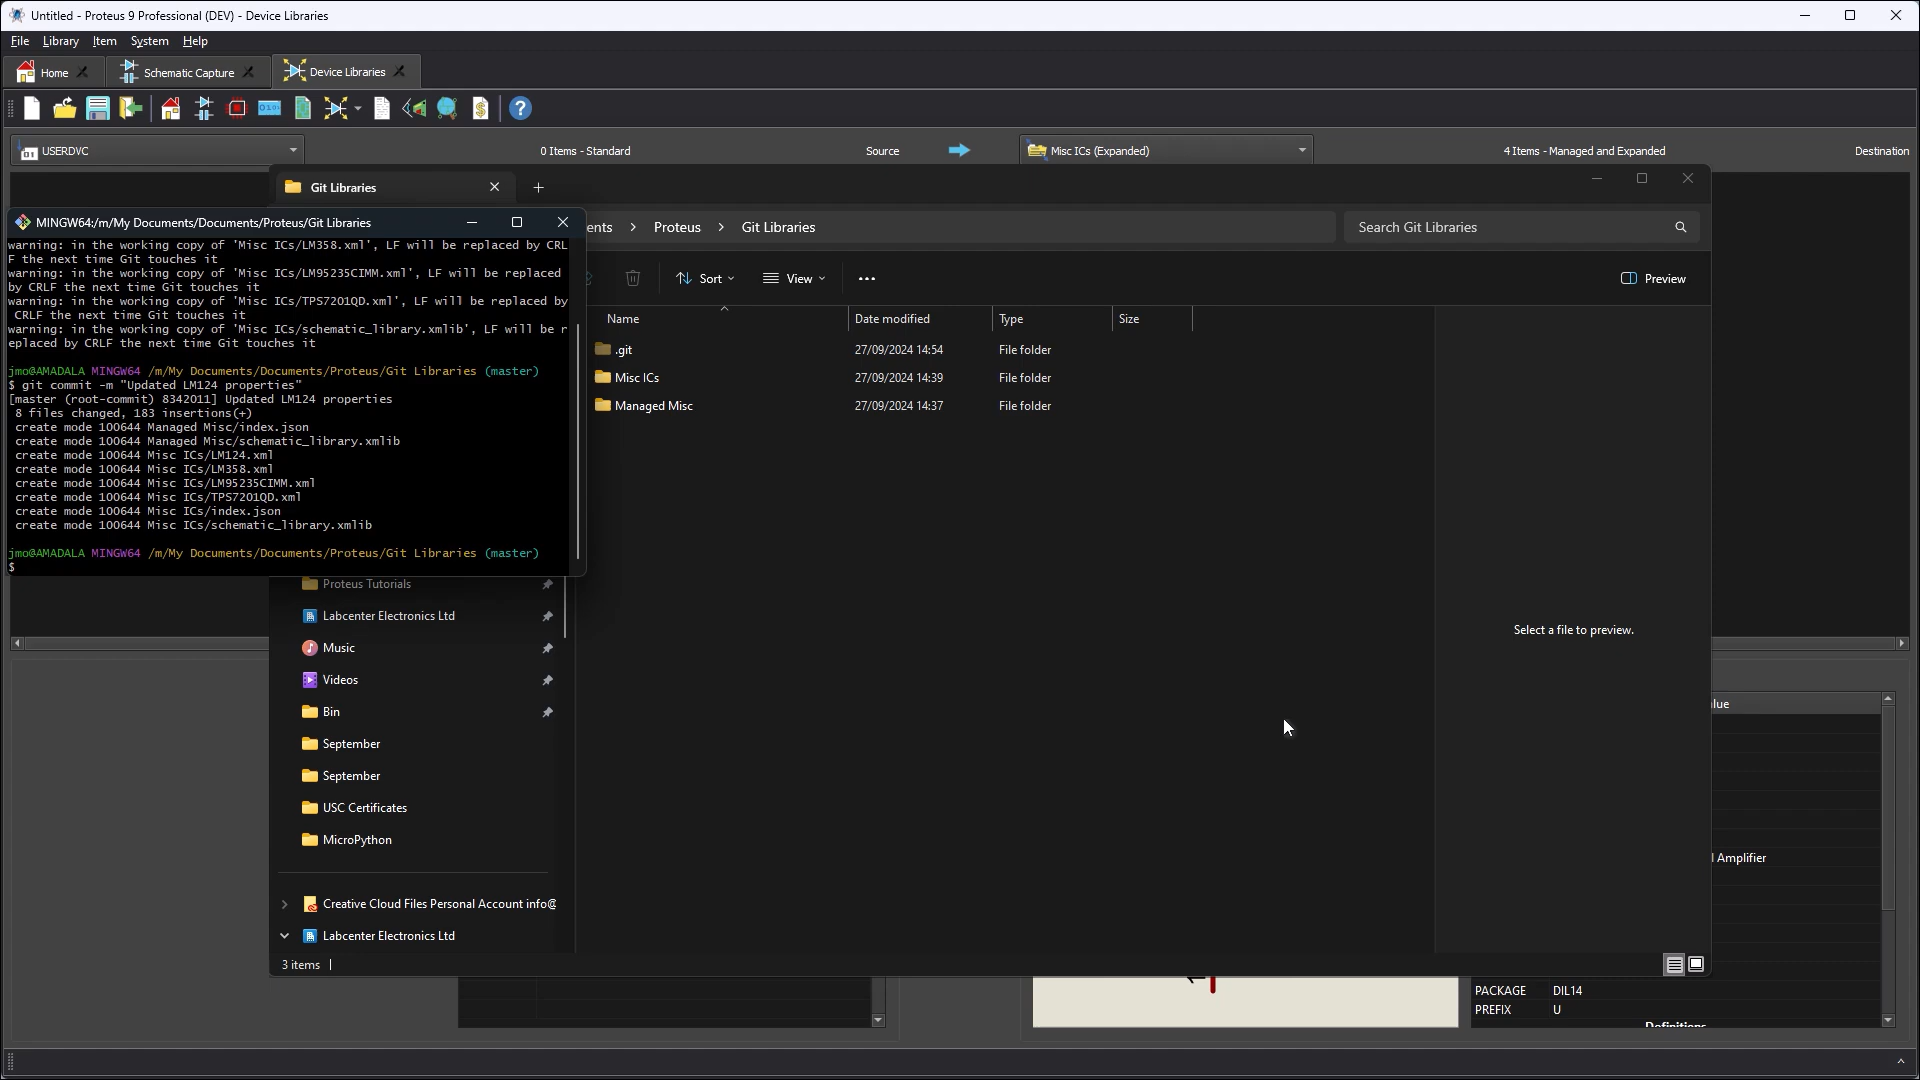 Untitled - Proteus 9 Professional (DEV) - Device Libraries
File Library Item System Help
Home Schematic Capture Device Libraries
USERDVC 0 Items - Standard Source Misc ICs (Expanded) 4 Items - Managed and Expanded Destination
Git Libraries
MINGW64:/m/My Documents/Documents/Proteus/Git Libraries
ents > Proteus > Git Libraries Search Git Libraries
warning: in the working copy of 'Misc ICs/LM358.xml', LF will be replaced by CRL
F the next time Git touches it
warning: in the working copy of 'Misc ICs/LM95235CIMM.xml', LF will be replaced
by CRLF the next time Git touches it
warning: in the working copy of 'Misc ICs/TPS7201QD.xml', LF will be replaced by
CRLF the next time Git touches it
warning: in the working copy of 'Misc ICs/schematic_library.xmlib', LF will be r
eplaced by CRLF the next time Git touches it
jmo@AMADALA MINGW64 /m/My Documents/Documents/Proteus/Git Libraries (master)
$ git commit -m "Updated LM124 properties"
[master (root-commit) 8342011] Updated LM124 properties
8 files changed, 183 insertions(+)
create mode 100644 Managed Misc/index.json
create mode 100644 Managed Misc/schematic_library.xmlib
create mode 100644 Misc ICs/LM124.xml
create mode 100644 Misc ICs/LM358.xml
create mode 100644 Misc ICs/LM95235CIMM.xml
create mode 100644 Misc ICs/TPS7201QD.xml
create mode 100644 Misc ICs/index.json
create mode 100644 Misc ICs/schematic_library.xmlib
jmo@AMADALA MINGW64 /m/My Documents/Documents/Proteus/Git Libraries (master)
$
Sort View ... Preview
Name Date modified Type Size
.git 27/09/2024 14:54 File folder
Misc ICs 27/09/2024 14:39 File folder
Managed Misc 27/09/2024 14:37 File folder
Select a file to preview.
Proteus Tutorials
Labcenter Electronics Ltd
Music
Videos
Bin
September
September
USC Certificates
MicroPython
Creative Cloud Files Personal Account info@
Labcenter Electronics Ltd
3 items
lue
l Amplifier
PACKAGE DIL14
PREFIX U
Definitions